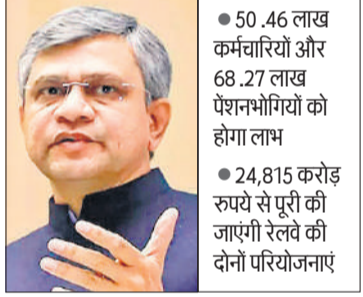 ● 50 .46 लाख
कर्मचारियों और
68 .27 लाख
पेंशनभोगियों को
होगा लाभ
● 24,815 करोड़
रुपये से पूरी की
जाएंगी रेलवे की
दोनों परियोजनाएं